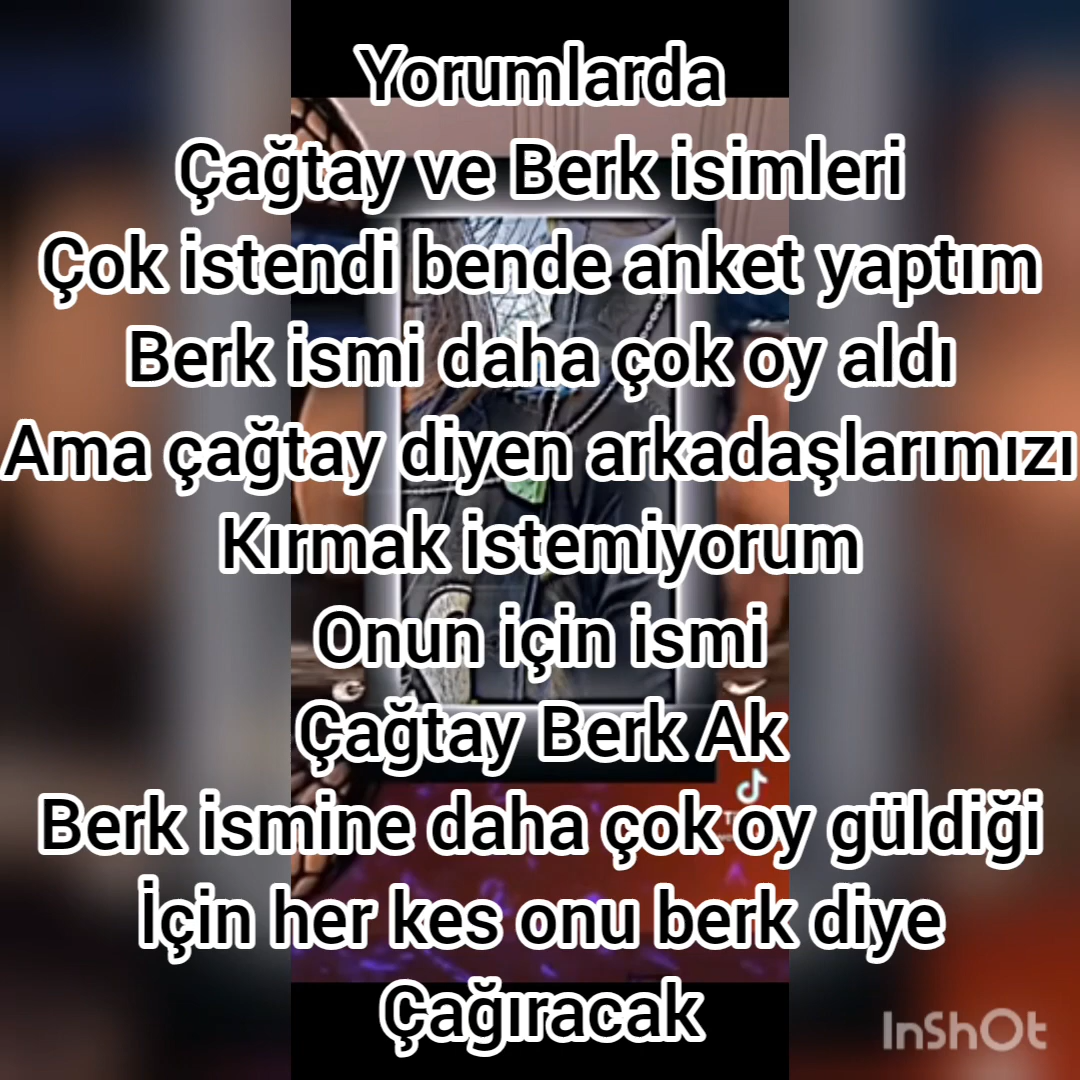 Yorumlarda
Çağtay ve Berk isimleri
Çok istendi bende anket yaptım
Berk ismi daha çok oy aldı
Ama çağtay diyen arkadaşlarımızı
Kırmak istemiyorum
Onun için ismi
Çağtay Berk Ak
Berk ismine daha çok oy güldiği
İçin her kes onu berk diye
Çağıracak
InShOt